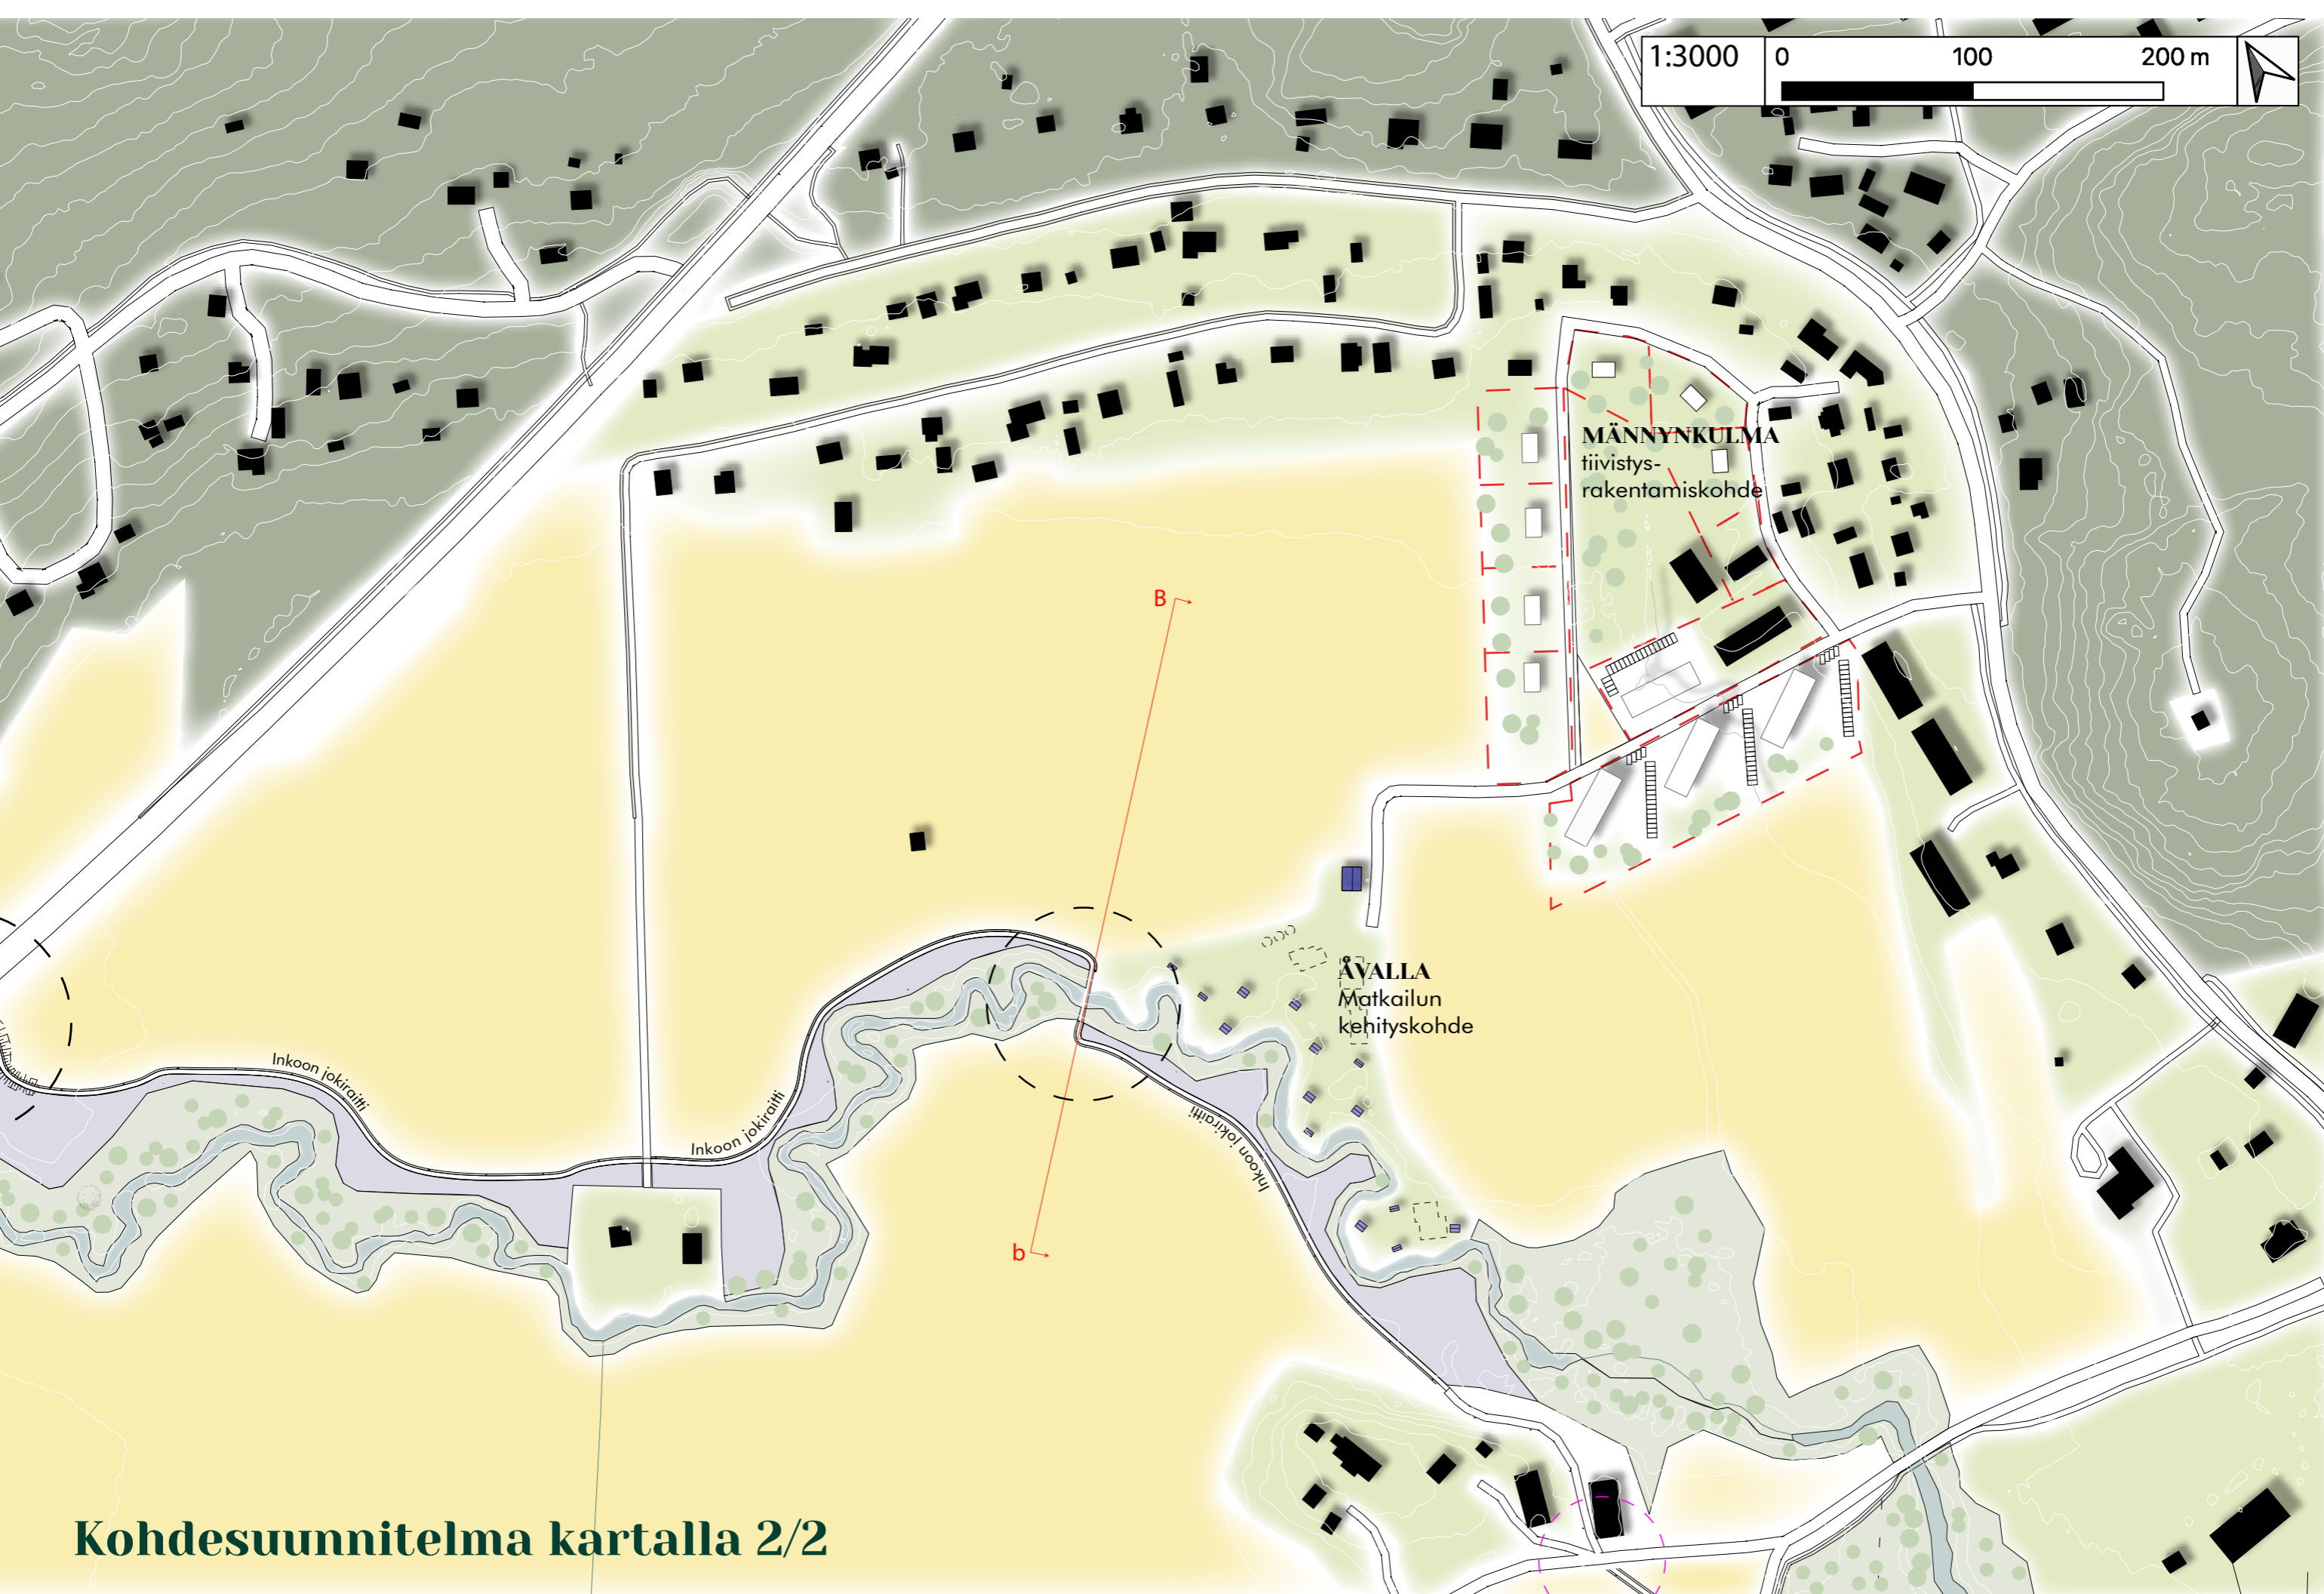 1:3000
0 100 200 m
MÄNNYNKULMA
tiivistys-
rakentamiskohde
B
ÅVALLA
Matkailun
kehityskohde
Inkoon jokiraitti
Inkoon jokiraitti
Inkoon jokiraitti
b
Kohdesuunnitelma kartalla 2/2